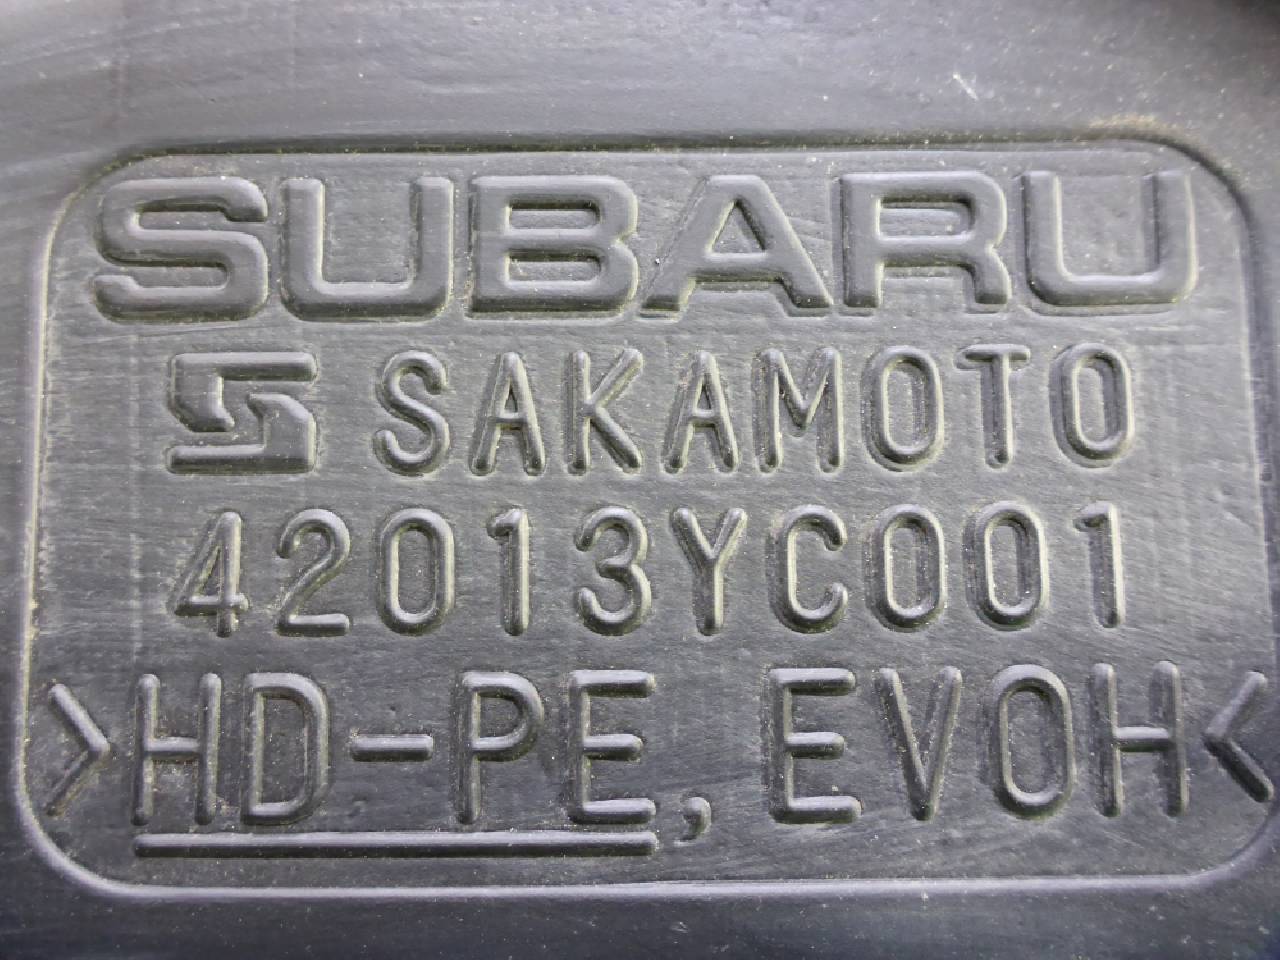 SUBARU
SAKAMOTO
42013YC001
>HD-PE, EVOH<